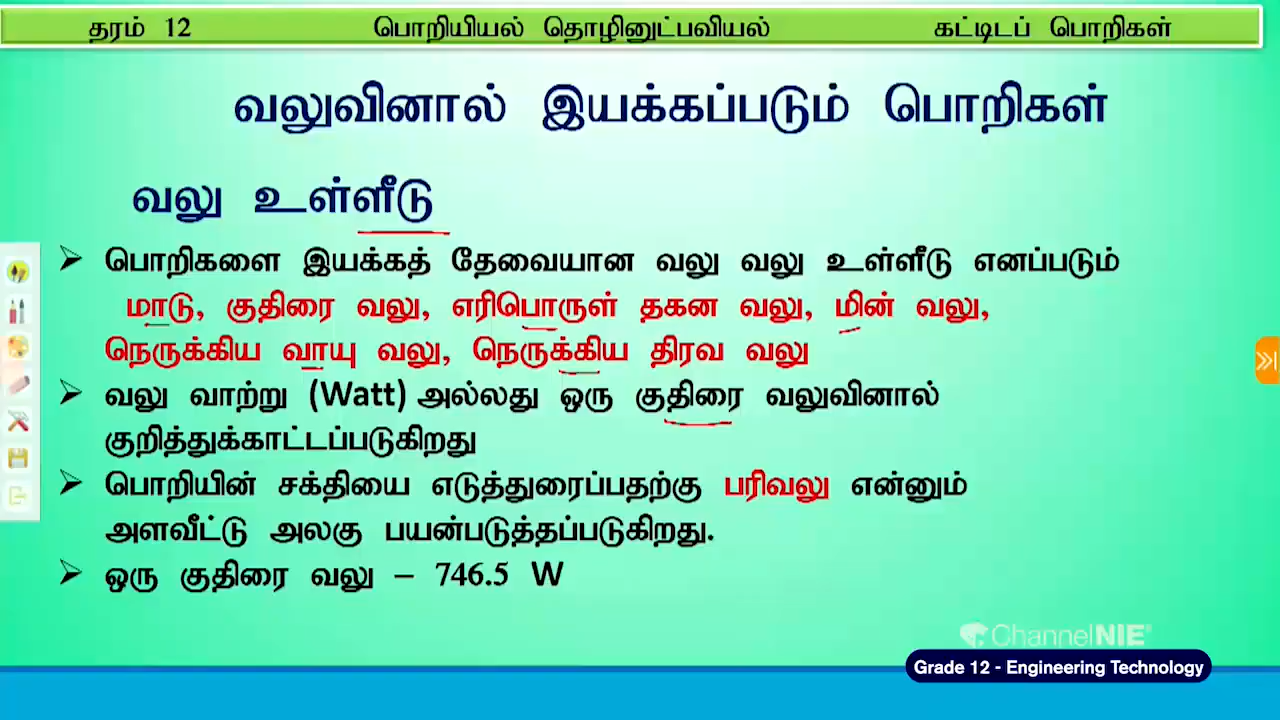 தரம் 12 பொறியியல் தொழினுட்பவியல் கட்டிடப் பொறிகள்
வலுவினால் இயக்கப்படும் பொறிகள்
வலு உள்ளீடு
➢ பொறிகளை இயக்கத் தேவையான வலு வலு உள்ளீடு எனப்படும்
மாடு, குதிரை வலு, எரிபொருள் தகன வலு, மின் வலு,
நெருக்கிய வாயு வலு, நெருக்கிய திரவ வலு
➢ வலு வாற்று (Watt) அல்லது ஒரு குதிரை வலுவினால்
குறித்துக்காட்டப்படுகிறது
➢ பொறியின் சக்தியை எடுத்துரைப்பதற்கு பரிவலு என்னும்
அளவீட்டு அலகு பயன்படுத்தப்படுகிறது.
➢ ஒரு குதிரை வலு – 746.5 W
ChannelNIE
Grade 12 - Engineering Technology